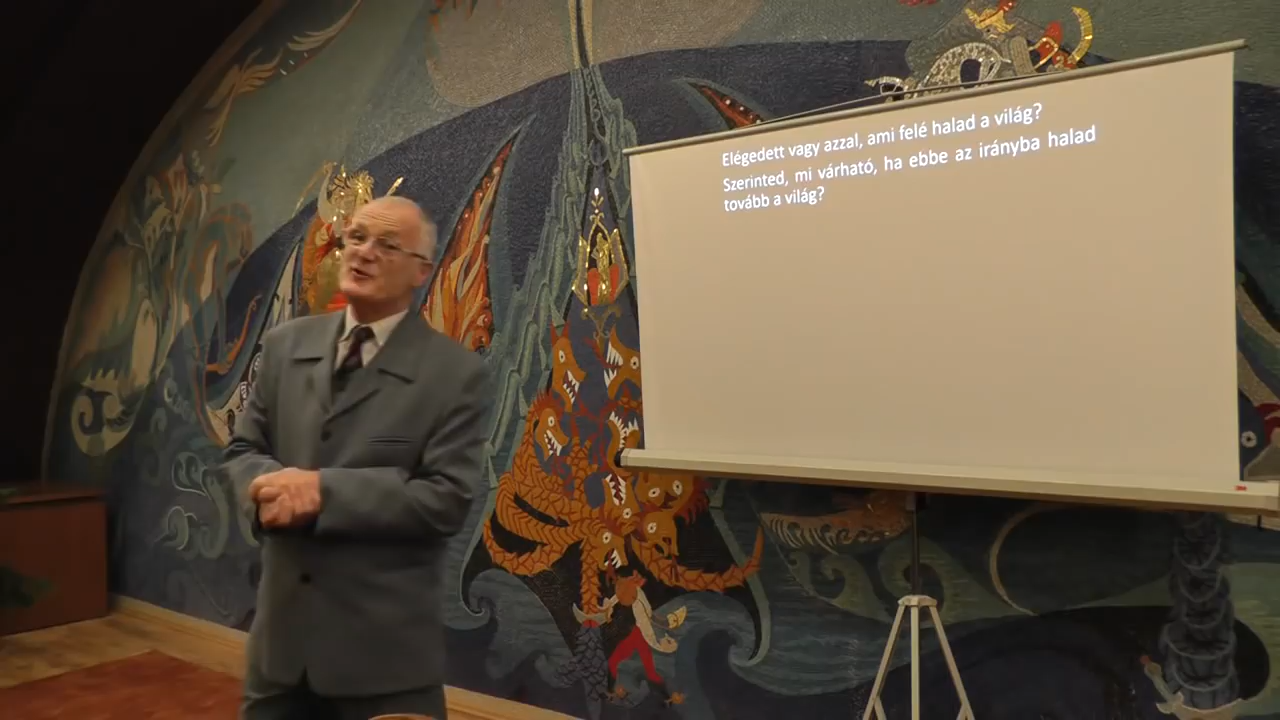 Elégedett vagy azzal, ami felé halad a világ?
Szerinted, mi várható, ha ebbe az irányba halad
tovább a világ?